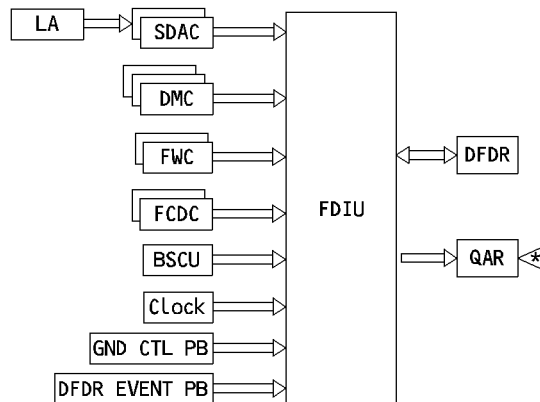 LA
SDAC
DMC
FWC
FCDC
BSCU
Clock
GND CTL PB
DFDR EVENT PB
FDIU
DFDR
QAR
*